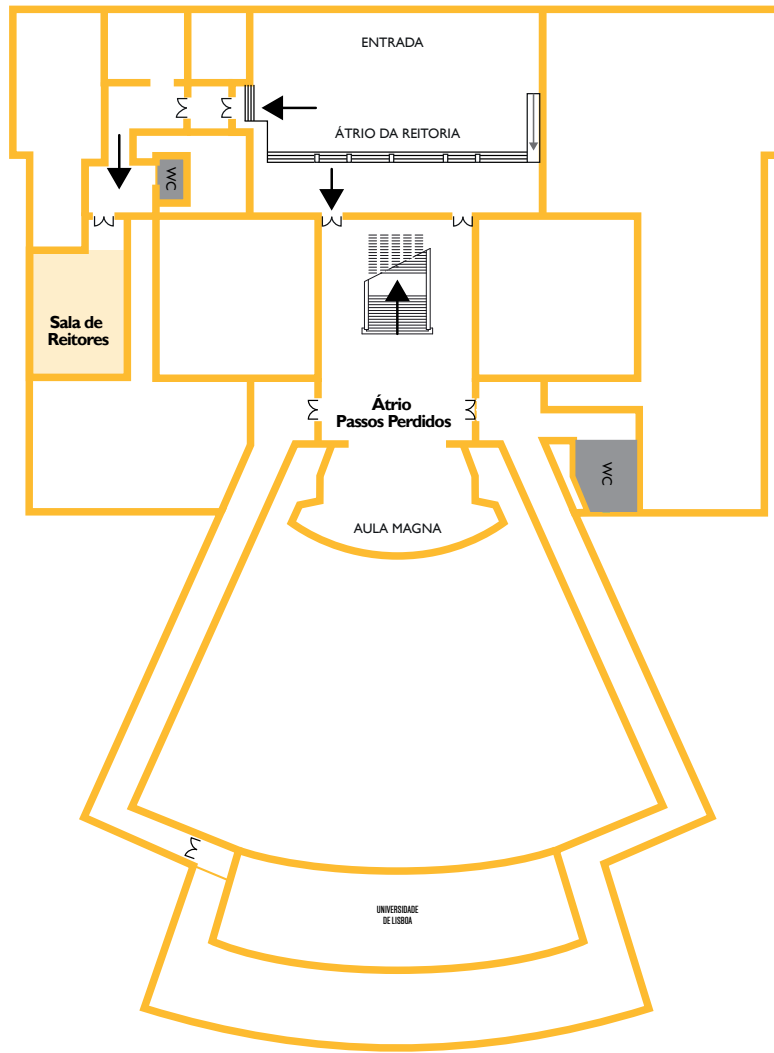 ENTRADA
ÁTRIO DA REITORIA
WC
Sala de
Reitores
Átrio
Passos Perdidos
WC
AULA MAGNA
UNIVERSIDADE
DE LISBOA